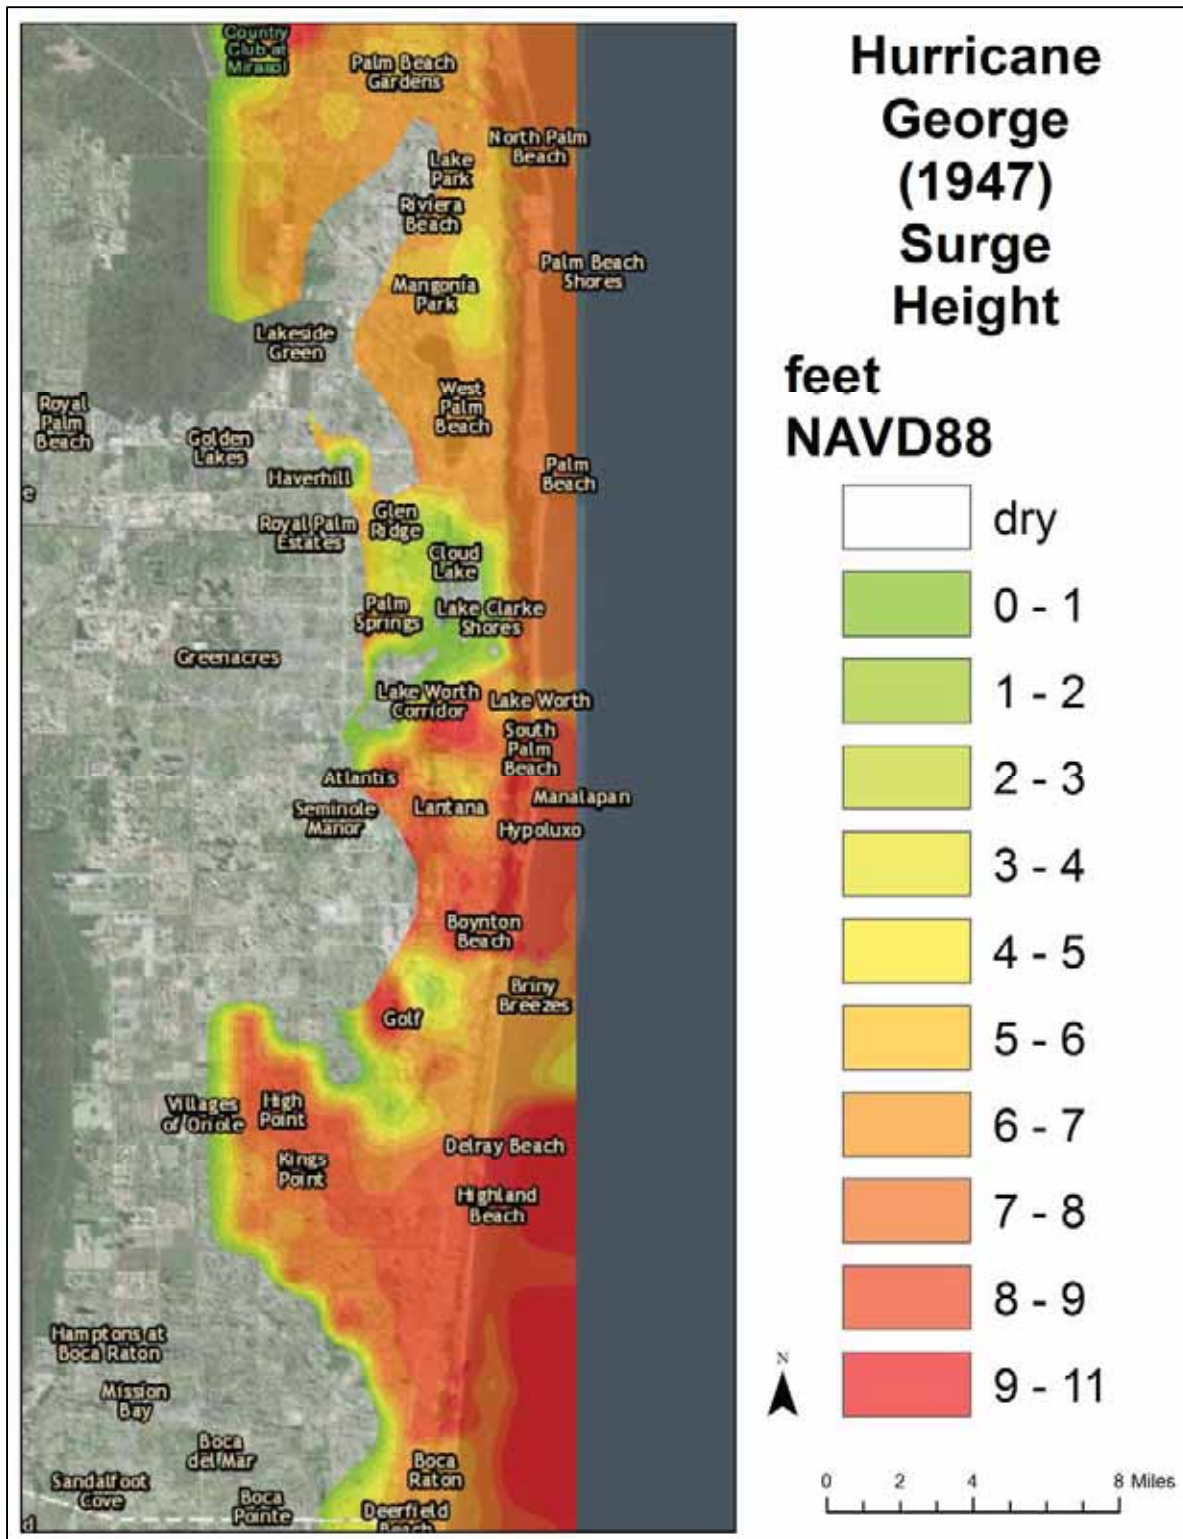 Hurricane
George
(1947)
Surge
Height
feet
NAVD88
dry
0 - 1
1 - 2
2 - 3
3 - 4
4 - 5
5 - 6
6 - 7
7 - 8
8 - 9
9 - 11
N
0 2 4 8 Miles
Country
Club at
Mirasol
Palm Beach
Gardens
North Palm
Beach
Lake
Park
Riviera
Beach
Palm Beach
Shores
Mangonia
Park
Lakeside
Green
West
Palm
Beach
Royal
Palm
Beach
Golden
Lakes
Haverhill
Palm
Beach
e
Glen
Ridge
Royal Palm
Estates
Cloud
Lake
Palm
Springs
Lake Clarke
Shores
Greenacres
Lake Worth
Corridor
Lake Worth
South
Palm
Beach
Atlantis
Lantana
Manalapan
Seminole
Manor
Hypoluxo
Boynton
Beach
Briny
Breezes
Golf
Villages
of Oriole
High
Point
Delray Beach
Kings
Point
Highland
Beach
Hamptons at
Boca Raton
Mission
Bay
Boca
del Mar
Boca
Raton
Sandalfoot
Cove
Boca
Pointe
Deerfield
Beach
d